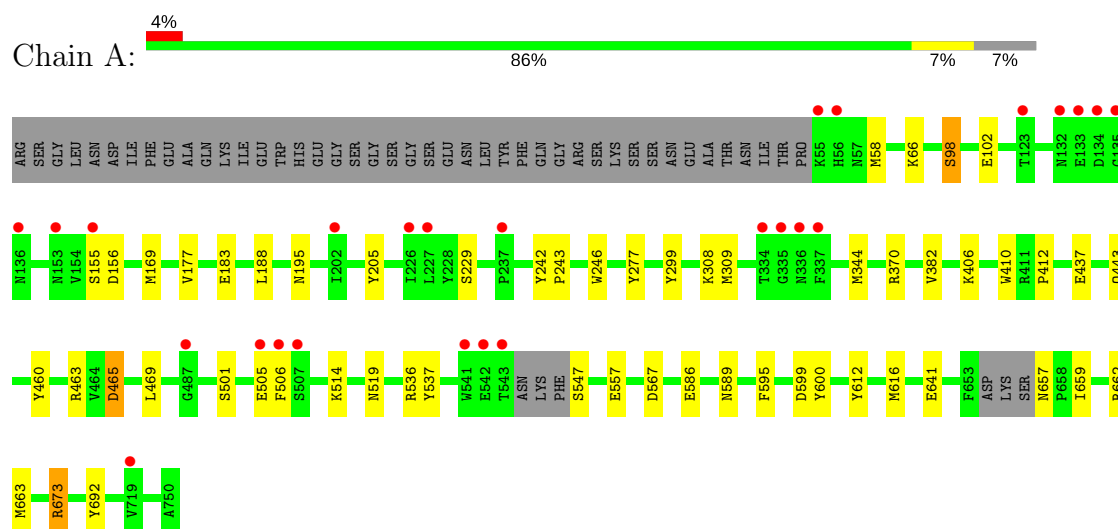 4%
Chain A:
86% 7% 7%
ARG SER GLY LEU ASN ASP ILE PHE GLU ALA GLN LYS ILE GLU TRP HIS GLU GLY SER GLY SER GLY SER GLU ASN LEU TYR PHE GLN GLY ARG SER LYS SER SER ASN GLU ALA THR ASN ILE THR PRO K55 H56 N57 M58 K66 S98 E102 T123 N132 E133 D134 G135
N136 N153 V154 S155 D156 M169 V177 E183 L188 N195 I202 Y205 I226 L227 Y228 S229 P237 Y242 P243 W246 Y277 Y299 K308 M309 T334 G335 N336 F337 M344 R370 V382 K406 W410 R411 P412 E437
Y460 R463 V464 D465 L469 G487 S501 E505 F506 S507 K514 N519 R536 Y537 W541 E542 T543 ASN LYS PHE S547 E557 D567 E586 N589 F595 D599 Y600 Y612 M616 E641 F653 ASP LYS SER N657 P658 I659
M663 R673 Y692 V719 A750